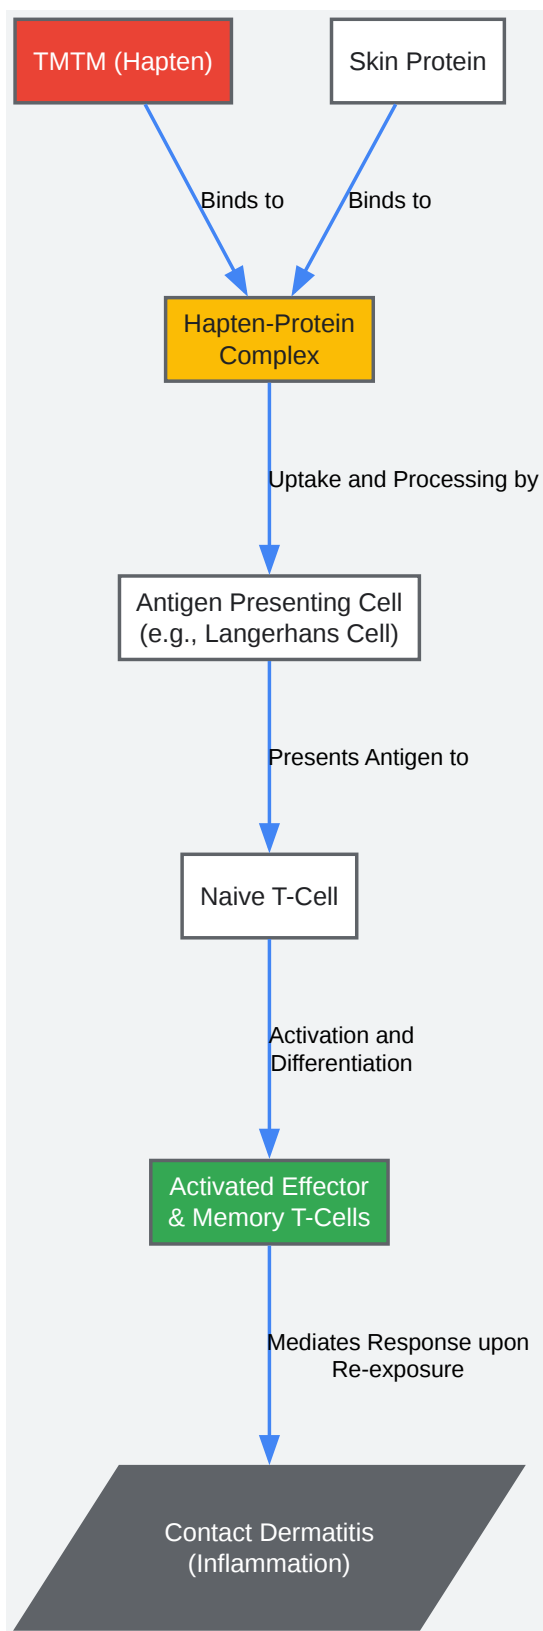 TMTM (Hapten)
Skin Protein
Binds to
Binds to
Hapten-Protein
Complex
Uptake and Processing by
Antigen Presenting Cell
(e.g., Langerhans Cell)
Presents Antigen to
Naive T-Cell
Activation and
Differentiation
Activated Effector
& Memory T-Cells
Mediates Response upon
Re-exposure
Contact Dermatitis
(Inflammation)